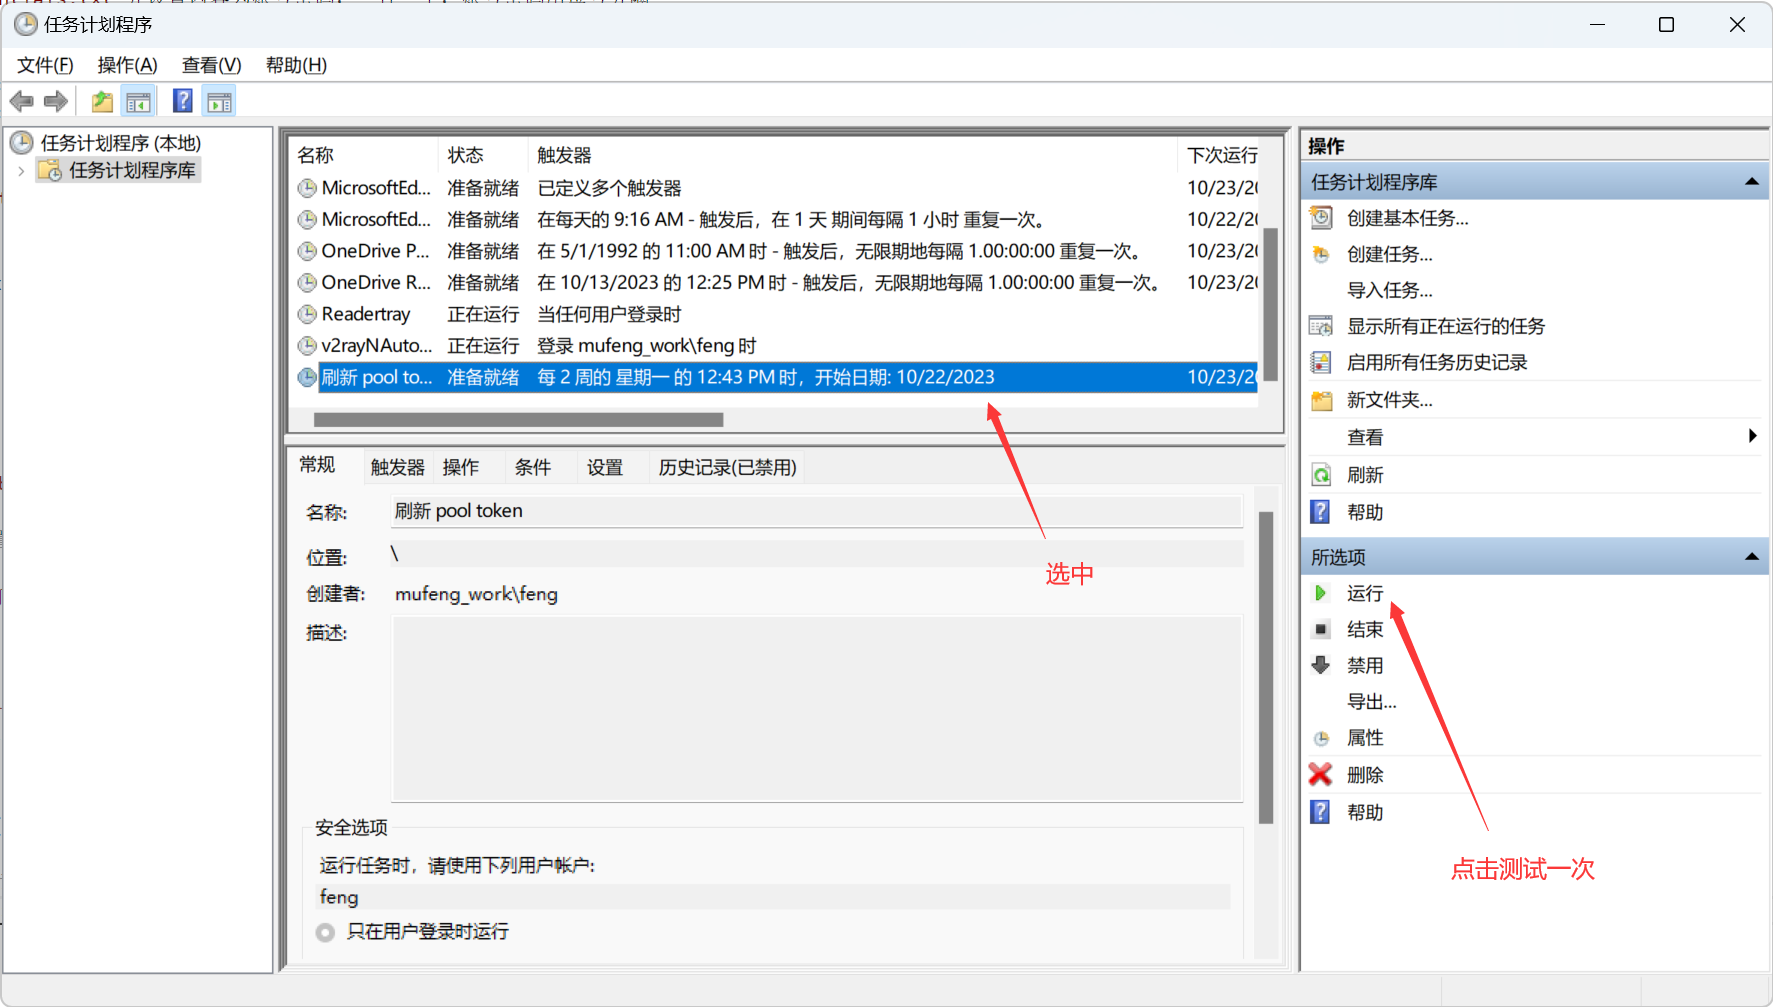 任务计划程序
文件(F) 操作(A) 查看(V) 帮助(H)
任务计划程序 (本地)
任务计划程序库
名称 状态 触发器 下次运行
MicrosoftEd... 准备就绪 已定义多个触发器 10/23/20
MicrosoftEd... 准备就绪 在每天的 9:16 AM - 触发后，在 1 天 期间每隔 1 小时 重复一次。 10/22/20
OneDrive P... 准备就绪 在 5/1/1992 的 11:00 AM 时 - 触发后，无限期地每隔 1.00:00:00 重复一次。 10/23/20
OneDrive R... 准备就绪 在 10/13/2023 的 12:25 PM 时 - 触发后，无限期地每隔 1.00:00:00 重复一次。 10/23/20
Readertray 正在运行 当任何用户登录时
v2rayNAuto... 正在运行 登录 mufeng_work\feng 时
刷新 pool to... 准备就绪 每 2 周的 星期一 的 12:43 PM 时，开始日期: 10/22/2023 10/23/20
选中
常规 触发器 操作 条件 设置 历史记录(已禁用)
名称: 刷新 pool token
位置: \
创建者: mufeng_work\feng
描述:
安全选项
运行任务时，请使用下列用户帐户:
feng
只在用户登录时运行
操作
任务计划程序库
创建基本任务...
创建任务...
导入任务...
显示所有正在运行的任务
启用所有任务历史记录
新文件夹...
查看
刷新
帮助
所选项
运行
结束
禁用
导出...
属性
删除
帮助
点击测试一次